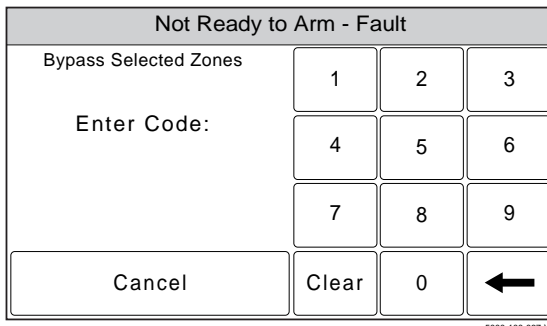 Not Ready to Arm - Fault
Bypass Selected Zones
Enter Code:
1 2 3
4 5 6
7 8 9
Cancel Clear 0